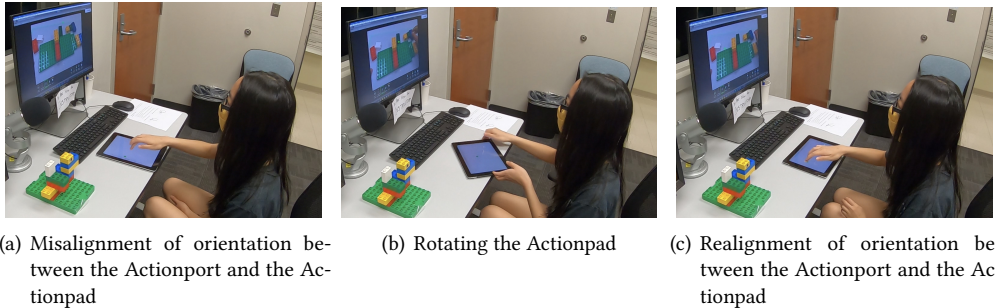 (a) Misalignment of orientation be-
tween the Actionport and the Ac-
tionpad
(b) Rotating the Actionpad
(c) Realignment of orientation be
tween the Actionport and the Ac
tionpad